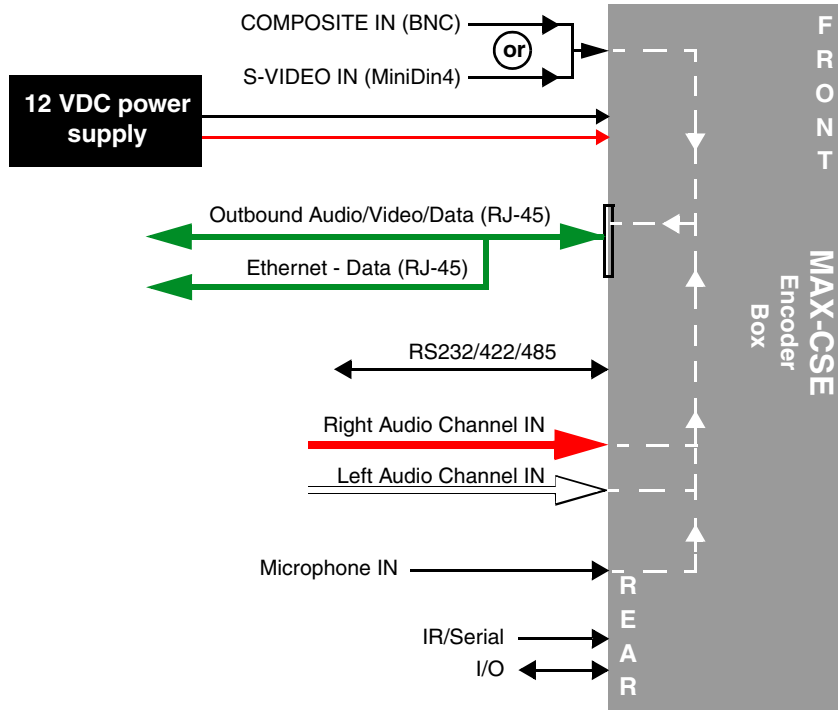 COMPOSITE IN (BNC)
or
S-VIDEO IN (MiniDin4)
12 VDC power
supply
Outbound Audio/Video/Data (RJ-45)
Ethernet - Data (RJ-45)
RS232/422/485
Right Audio Channel IN
Left Audio Channel IN
Microphone IN
IR/Serial
I/O
FRONT
MAX-CSE
Encoder
Box
REAR